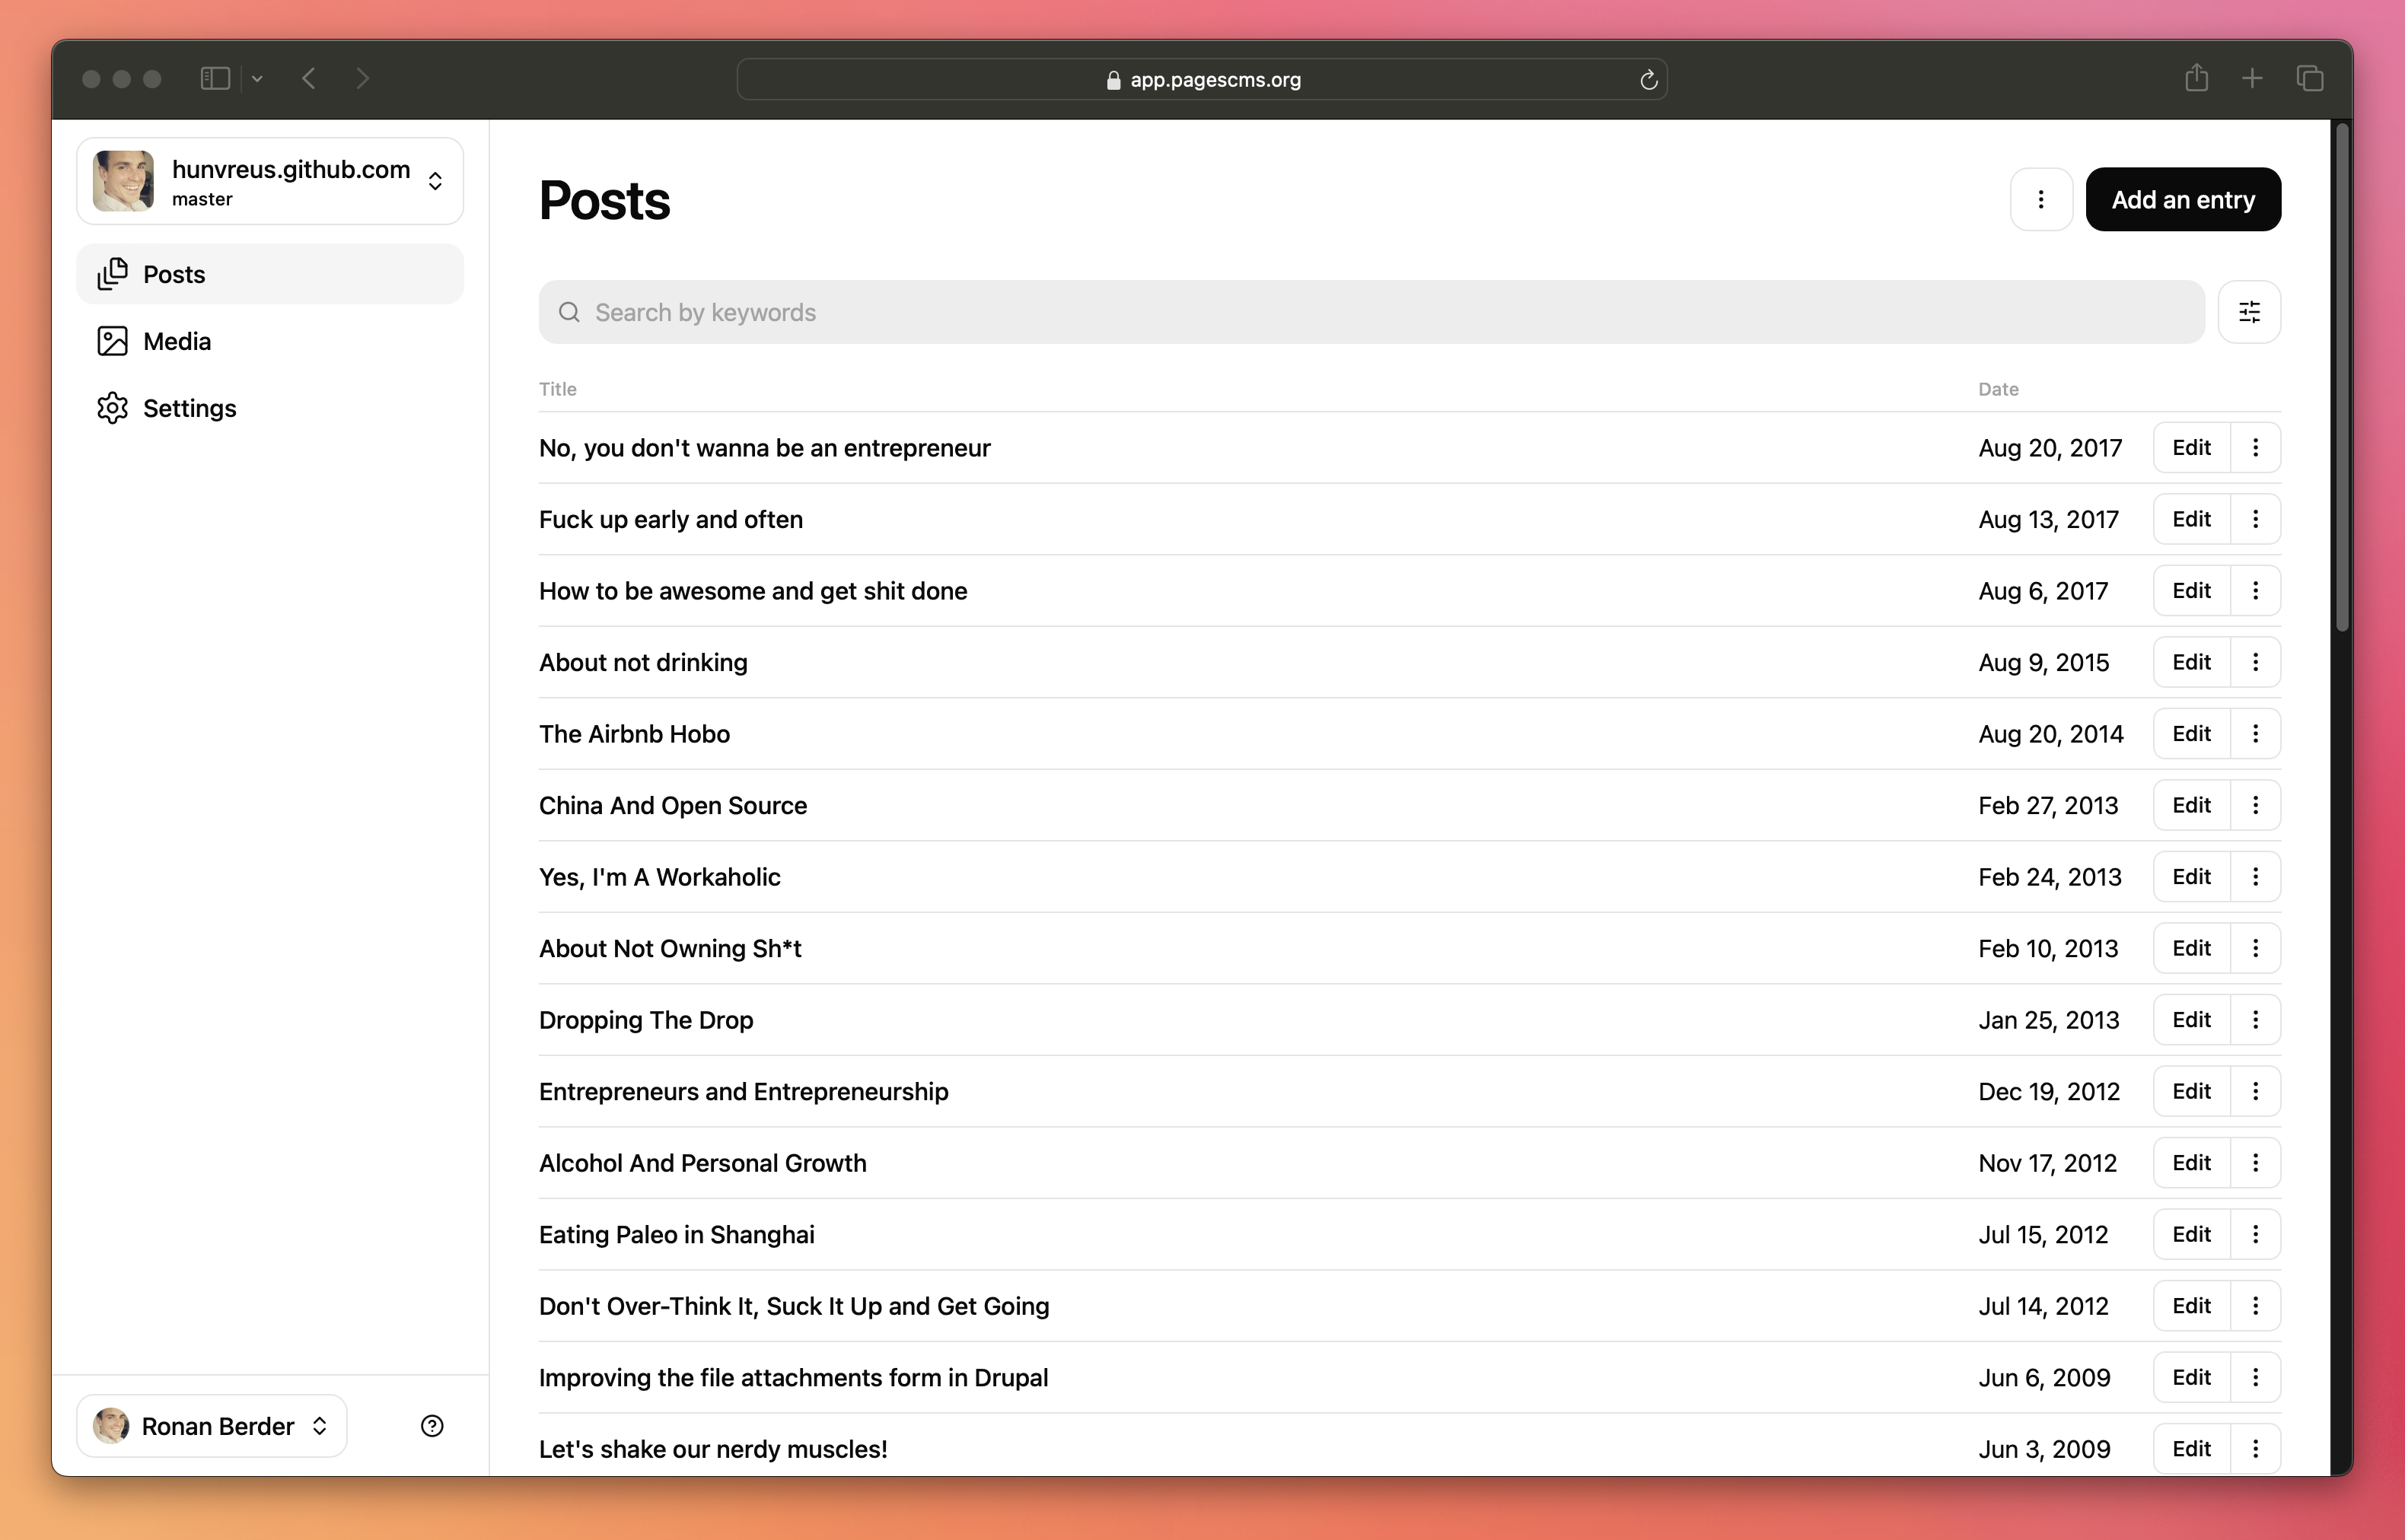 app.pagescms.org
hunvreus.github.com
master
Posts
Media
Settings
Ronan Berder
Posts
Add an entry
Search by keywords
Title Date
No, you don't wanna be an entrepreneur Aug 20, 2017 Edit
Fuck up early and often Aug 13, 2017 Edit
How to be awesome and get shit done Aug 6, 2017 Edit
About not drinking Aug 9, 2015 Edit
The Airbnb Hobo Aug 20, 2014 Edit
China And Open Source Feb 27, 2013 Edit
Yes, I'm A Workaholic Feb 24, 2013 Edit
About Not Owning Sh*t Feb 10, 2013 Edit
Dropping The Drop Jan 25, 2013 Edit
Entrepreneurs and Entrepreneurship Dec 19, 2012 Edit
Alcohol And Personal Growth Nov 17, 2012 Edit
Eating Paleo in Shanghai Jul 15, 2012 Edit
Don't Over-Think It, Suck It Up and Get Going Jul 14, 2012 Edit
Improving the file attachments form in Drupal Jun 6, 2009 Edit
Let's shake our nerdy muscles! Jun 3, 2009 Edit